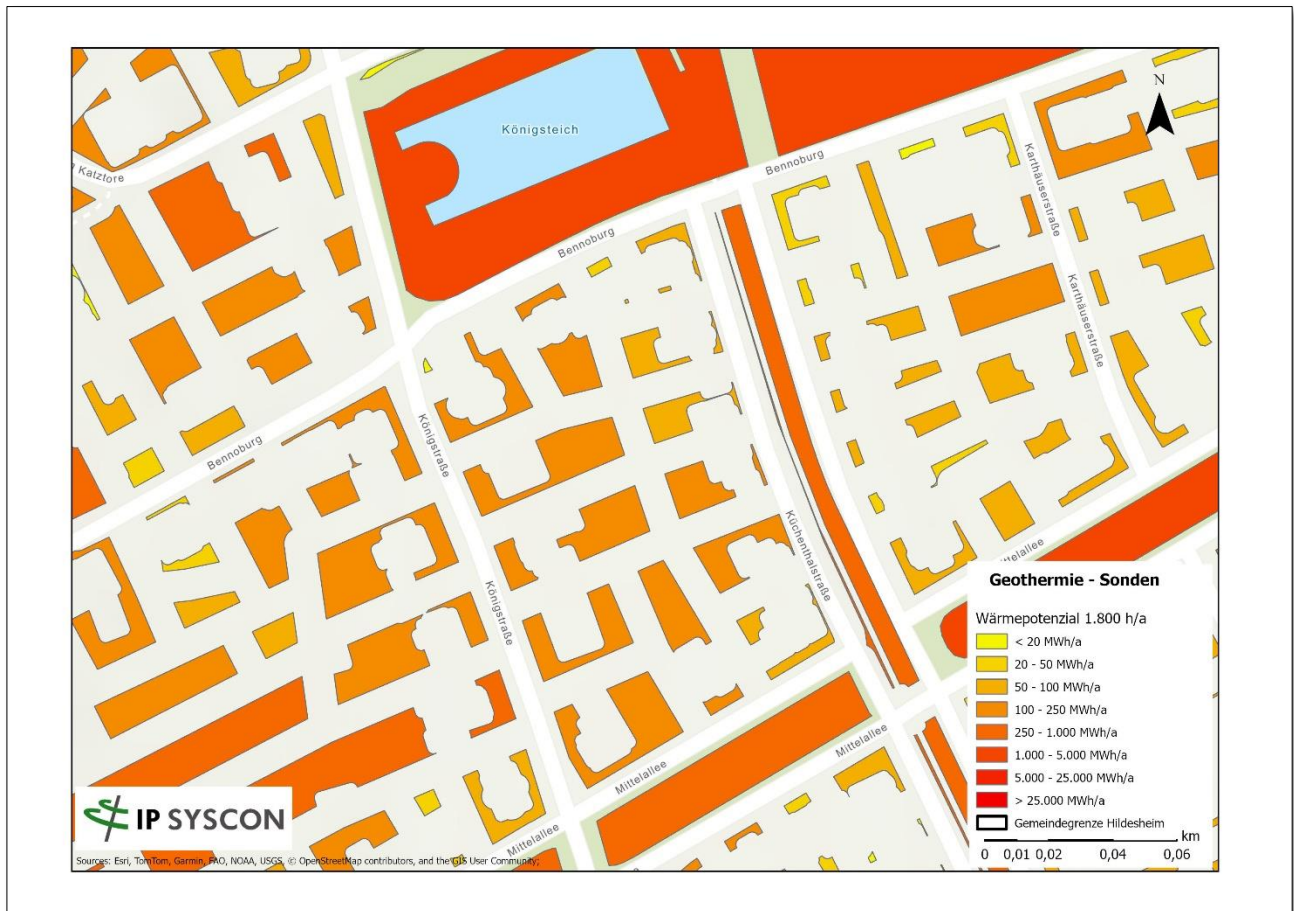 Königsteich
N
Katztore
Bennoburg
Karthäuserstraße
Bennoburg
Karthäuserstraße
Bennoburg
Königstraße
Küchenthalstraße
Königstraße
Mittelallee
Mittelallee
Mittelallee
Geothermie - Sonden
Wärmepotenzial 1.800 h/a
< 20 MWh/a
20 - 50 MWh/a
50 - 100 MWh/a
100 - 250 MWh/a
250 - 1.000 MWh/a
1.000 - 5.000 MWh/a
5.000 - 25.000 MWh/a
> 25.000 MWh/a
Gemeindegrenze Hildesheim
km
0 0,01 0,02 0,04 0,06
IP SYSCON
Sources: Esri, TomTom, Garmin, FAO, NOAA, USGS, © OpenStreetMap contributors, and the GIS User Community;